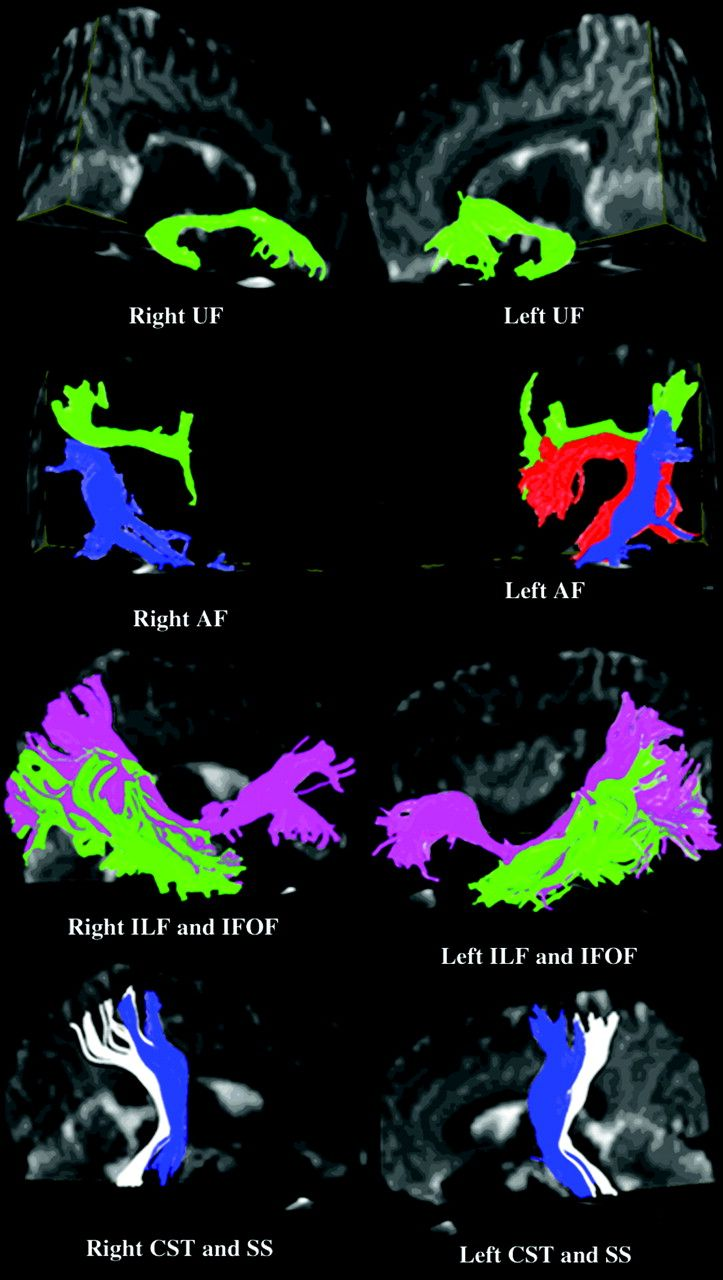 Right UF
Left UF
Right AF
Left AF
Right ILF and IFOF
Left ILF and IFOF
Right CST and SS
Left CST and SS